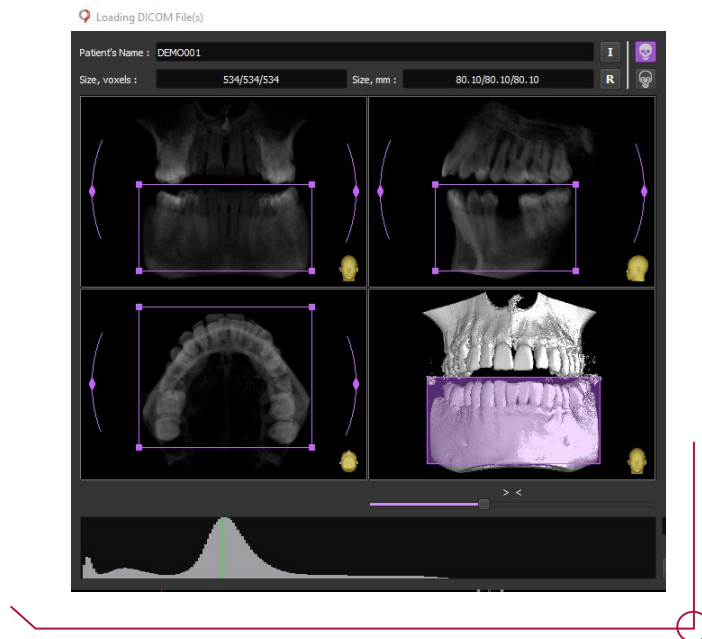 Loading DICOM File(s)
Patient's Name : DEMO001 I
Size, voxels : 534/534/534 Size, mm : 80.10/80.10/80.10 R
> <